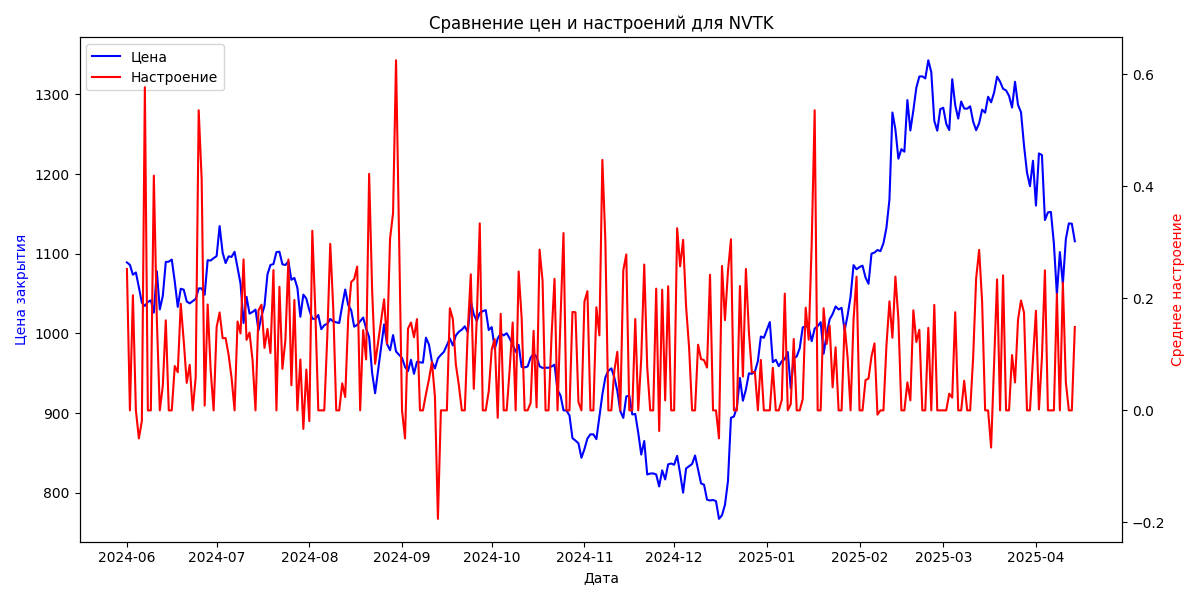 Сравнение цен и настроений для NVTK
Цена
Настроение
1300
1200
1100
1000
900
800
Цена закрытия
0.6
0.4
0.2
0.0
−0.2
Среднее настроение
2024-06 2024-07 2024-08 2024-09 2024-10 2024-11 2024-12 2025-01 2025-02 2025-03 2025-04
Дата